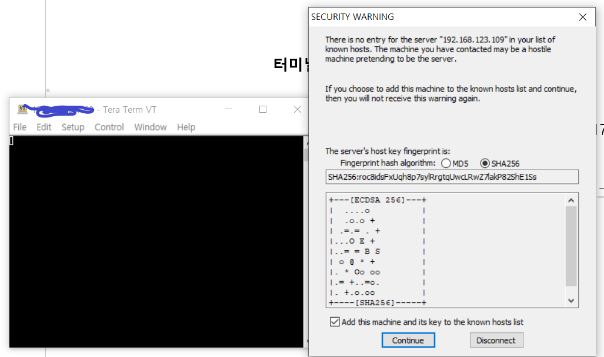 SECURITY WARNING
There is no entry for the server "192.168.123.109" in your list of
known hosts. The machine you have contacted may be a hostile
machine pretending to be the server.
If you choose to add this machine to the known hosts list and continue,
then you will not receive this warning again.
The server's host key fingerprint is:
Fingerprint hash algorithm: MD5 SHA256
SHA256:roc8idsFxUqh8p7sylRrgtqUwcLRwZ7lakP82ShE1Ss
+---[ECDSA 256]---+
|  ....o          |
|  .o.o +         |
| .=.= . +        |
|...O E +         |
|..= = B S        |
| o @ * +         |
|. * Oo oo        |
|.= +..=o.        |
|. +.o.oo         |
+----[SHA256]-----+
Add this machine and its key to the known hosts list
Continue Disconnect
터미널
- Tera Term VT
File Edit Setup Control Window Help